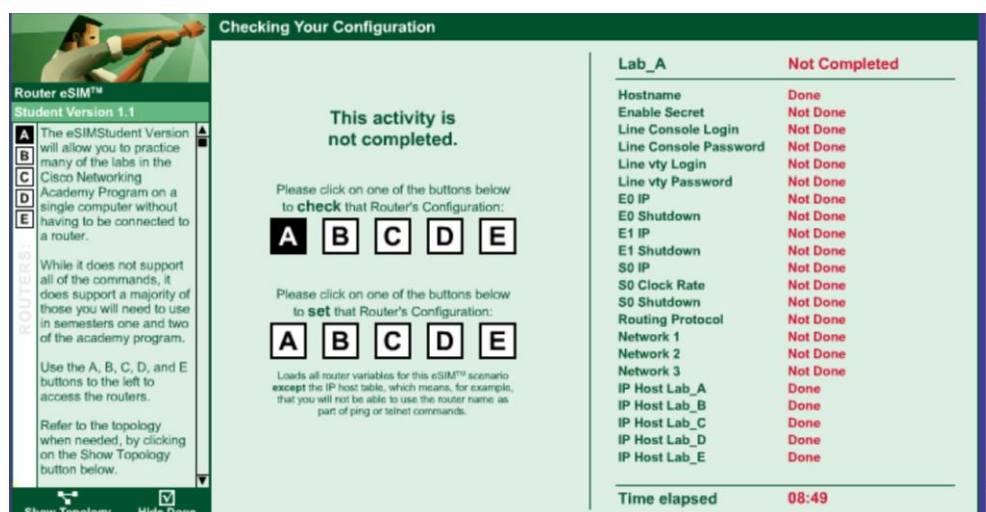 Checking Your Configuration
Router eSIM™
Student Version 1.1
A
B
C
D
E
ROUTERS:
The eSIMStudent Version
will allow you to practice
many of the labs in the
Cisco Networking
Academy Program on a
single computer without
having to be connected to
a router.
While it does not support
all of the commands, it
does support a majority of
those you will need to use
in semesters one and two
of the academy program.
Use the A, B, C, D, and E
buttons to the left to
access the routers.
Refer to the topology
when needed, by clicking
on the Show Topology
button below.
Show Topology Hide Done
This activity is
not completed.
Please click on one of the buttons below
to check that Router's Configuration:
A B C D E
Please click on one of the buttons below
to set that Router's Configuration:
A B C D E
Loads all router variables for this eSIM™ scenario
except the IP host table, which means, for example,
that you will not be able to use the router name as
part of ping or telnet commands.
Lab_A Not Completed
Hostname Done
Enable Secret Not Done
Line Console Login Not Done
Line Console Password Not Done
Line vty Login Not Done
Line vty Password Not Done
E0 IP Not Done
E0 Shutdown Not Done
E1 IP Not Done
E1 Shutdown Not Done
S0 IP Not Done
S0 Clock Rate Not Done
S0 Shutdown Not Done
Routing Protocol Not Done
Network 1 Not Done
Network 2 Not Done
Network 3 Not Done
IP Host Lab_A Done
IP Host Lab_B Done
IP Host Lab_C Done
IP Host Lab_D Done
IP Host Lab_E Done
Time elapsed 08:49